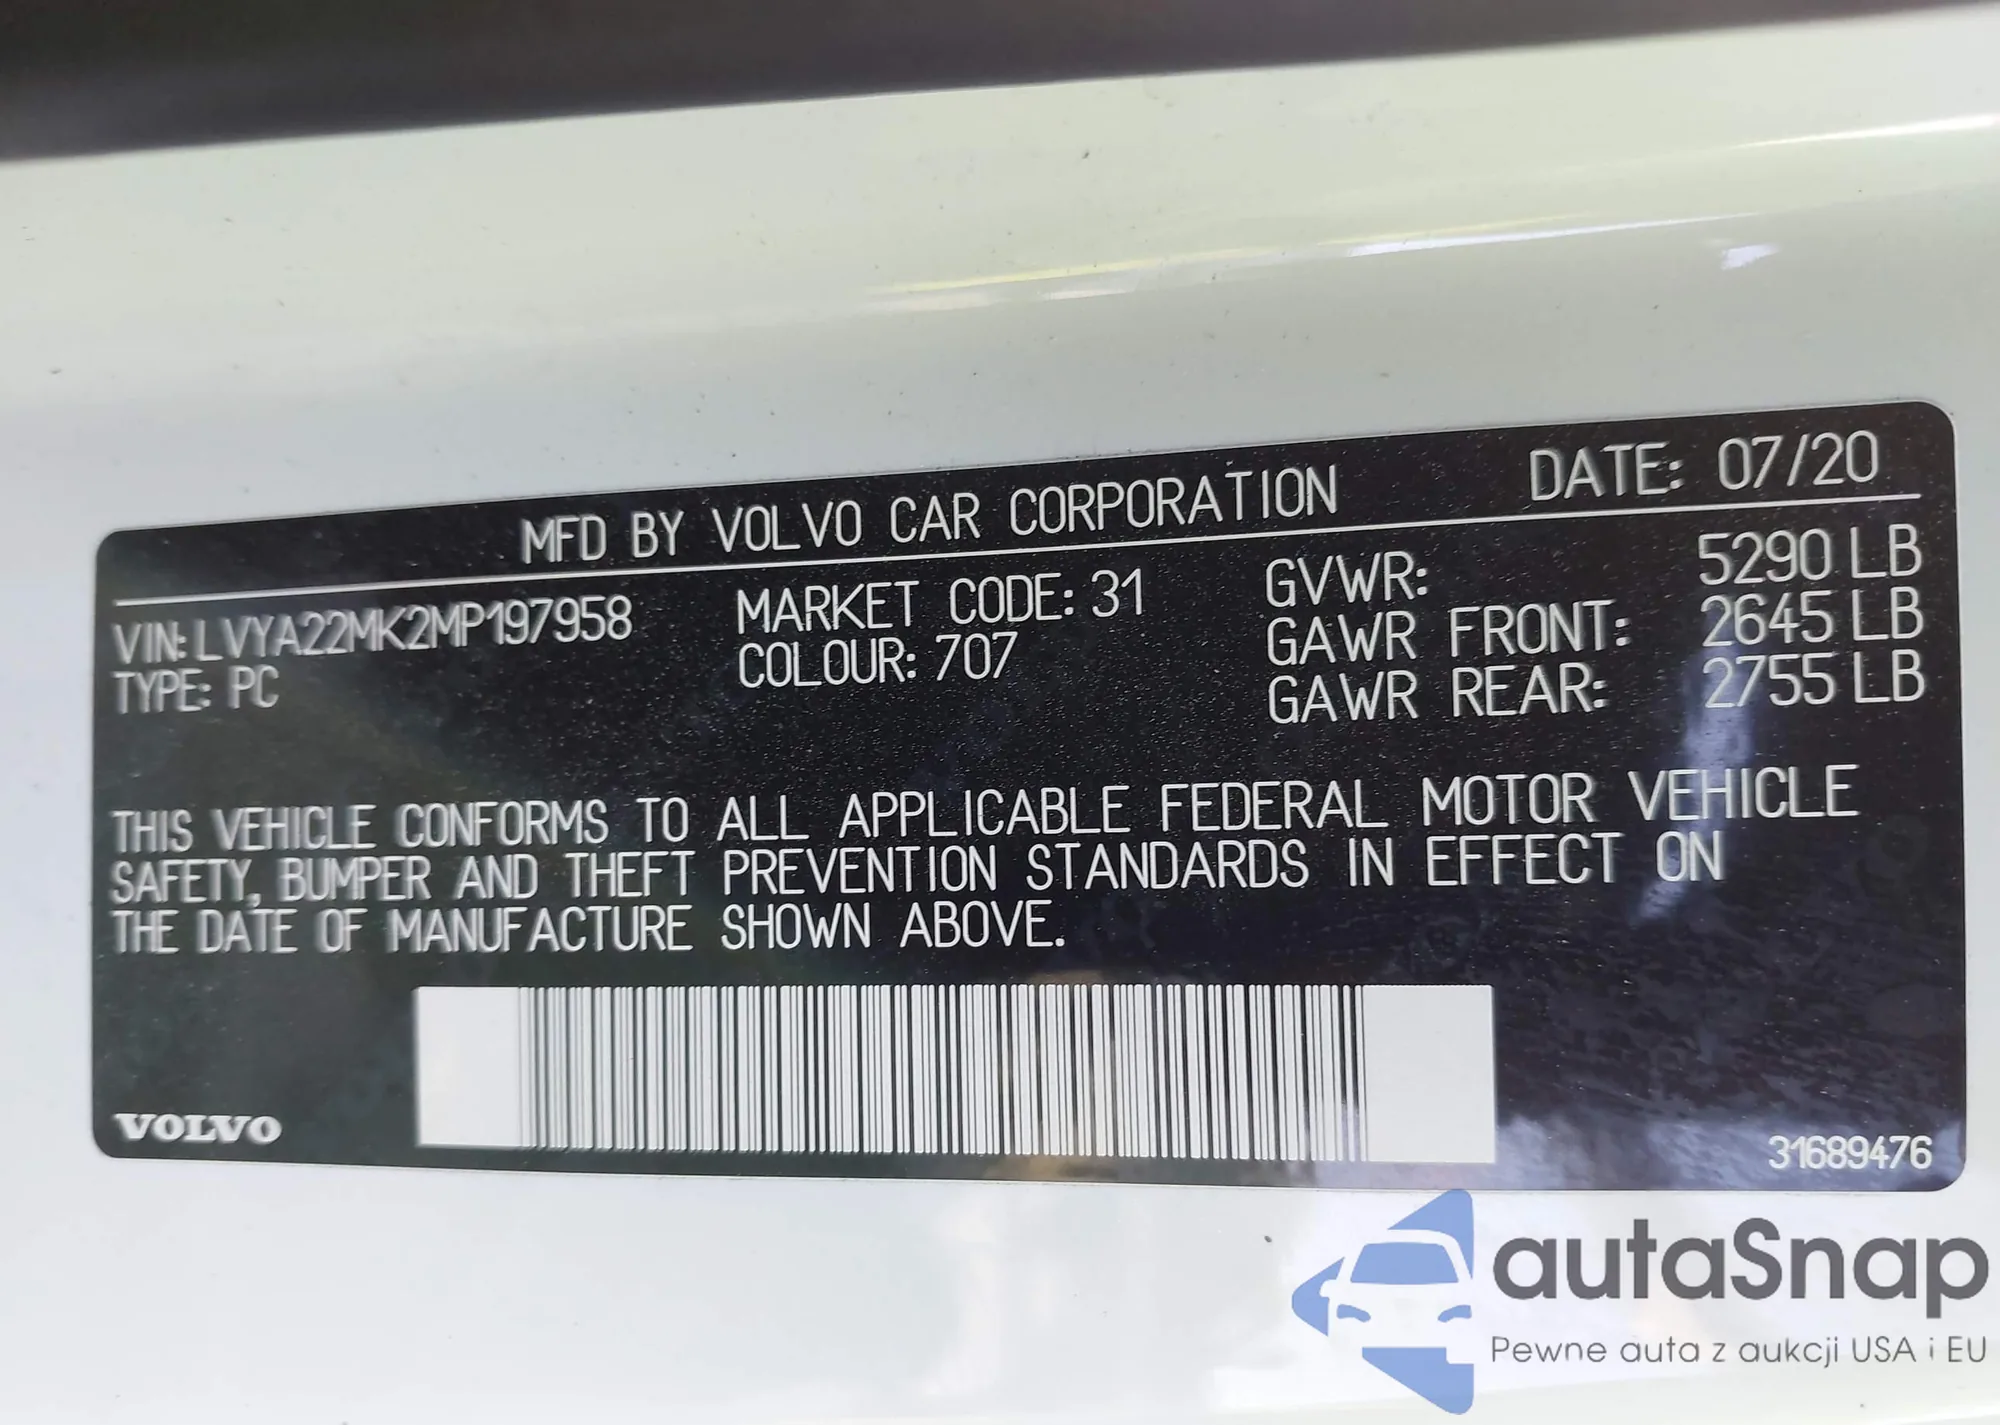 MFD BY VOLVO CAR CORPORATION DATE: 07/20
VIN: LVYA22MK2MP197958 MARKET CODE: 31 GVWR: 5290 LB
TYPE: PC COLOUR: 707 GAWR FRONT: 2645 LB
GAWR REAR: 2755 LB
THIS VEHICLE CONFORMS TO ALL APPLICABLE FEDERAL MOTOR VEHICLE
SAFETY, BUMPER AND THEFT PREVENTION STANDARDS IN EFFECT ON
THE DATE OF MANUFACTURE SHOWN ABOVE.
VOLVO
31689476
autaSnap
Pewne auta z aukcji USA i EU